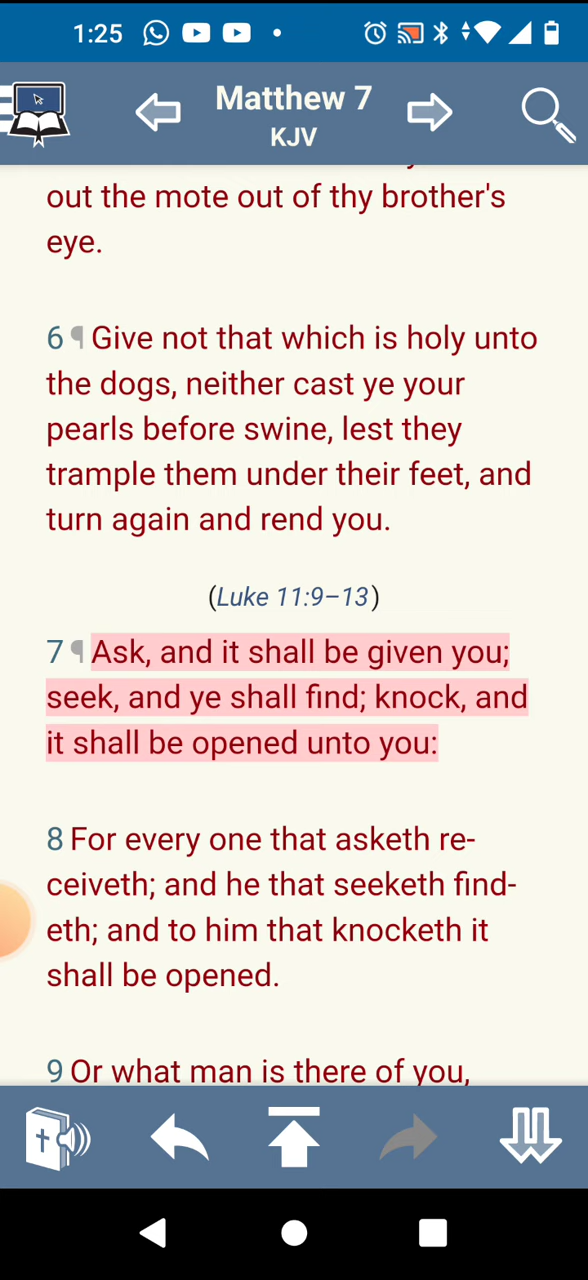 1:25
Matthew 7
KJV
out the mote out of thy brother's
eye.
6 ¶ Give not that which is holy unto
the dogs, neither cast ye your
pearls before swine, lest they
trample them under their feet, and
turn again and rend you.
(Luke 11:9–13)
7 ¶ Ask, and it shall be given you;
seek, and ye shall find; knock, and
it shall be opened unto you:
8 For every one that asketh re-
ceiveth; and he that seeketh find-
eth; and to him that knocketh it
shall be opened.
9 Or what man is there of you,